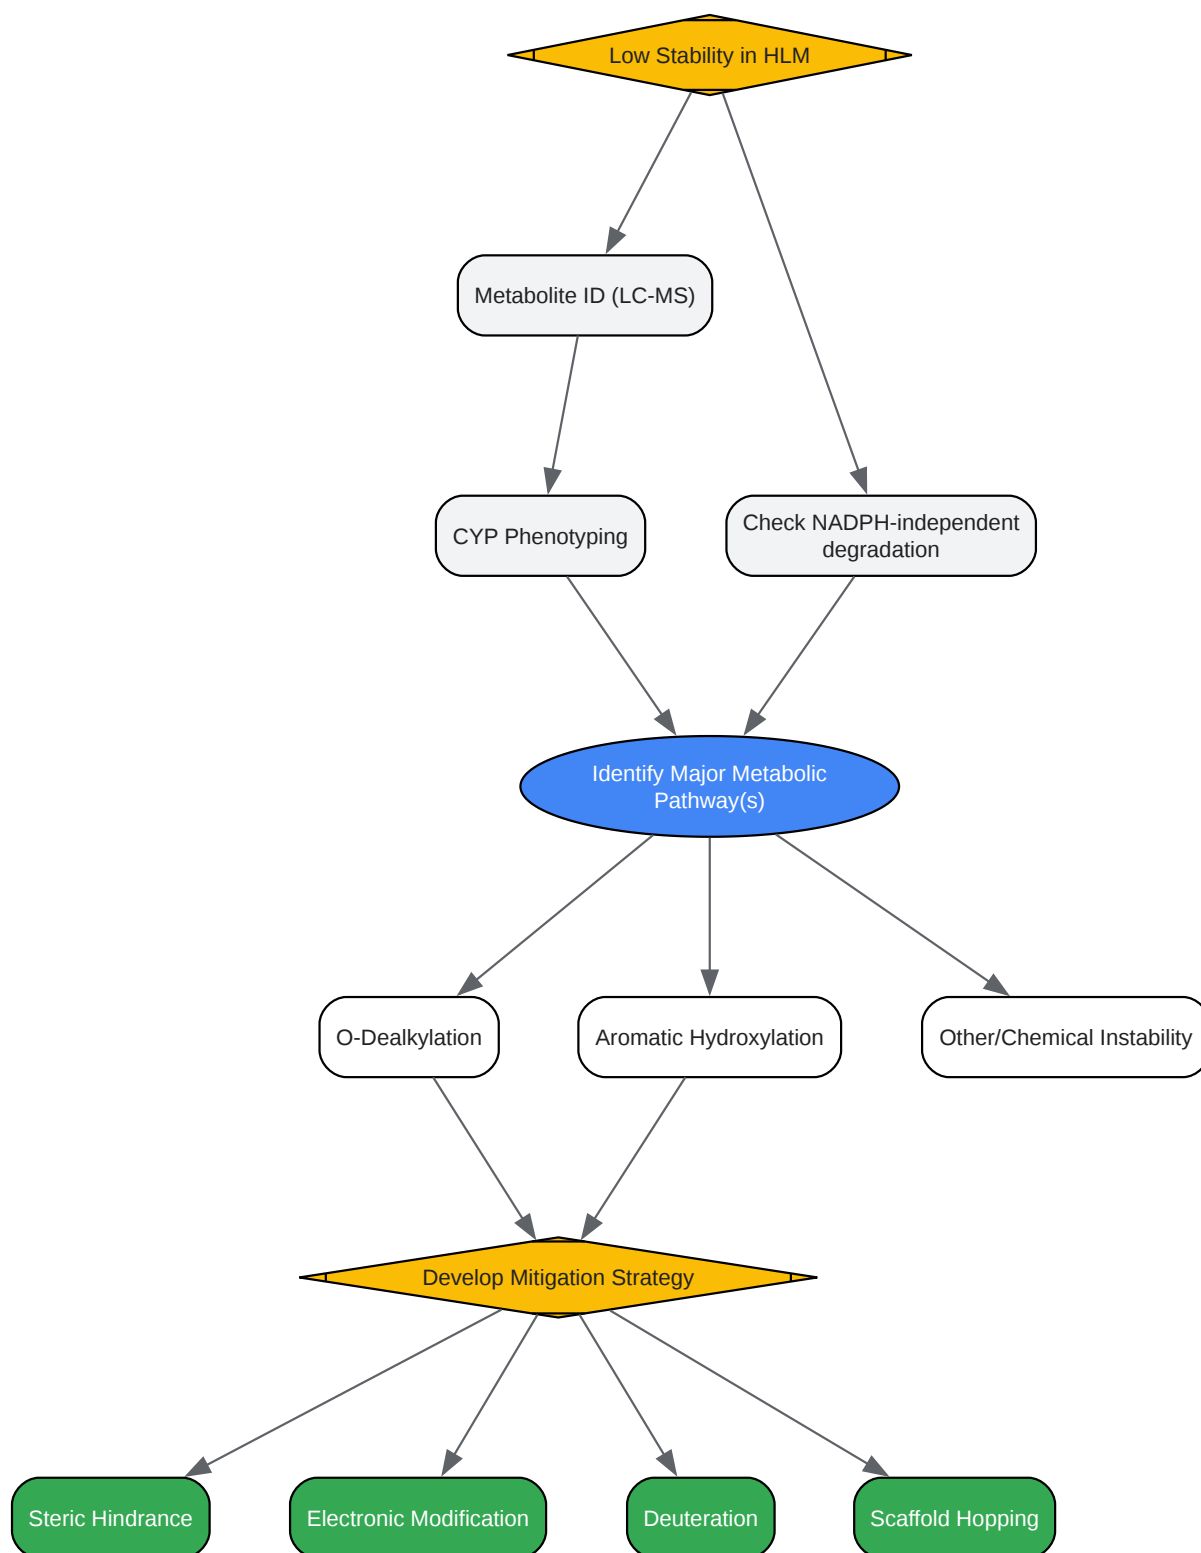 Low Stability in HLM
Metabolite ID (LC-MS)
CYP Phenotyping
Check NADPH-independent
degradation
Identify Major Metabolic
Pathway(s)
O-Dealkylation
Aromatic Hydroxylation
Other/Chemical Instability
Develop Mitigation Strategy
Steric Hindrance
Electronic Modification
Deuteration
Scaffold Hopping